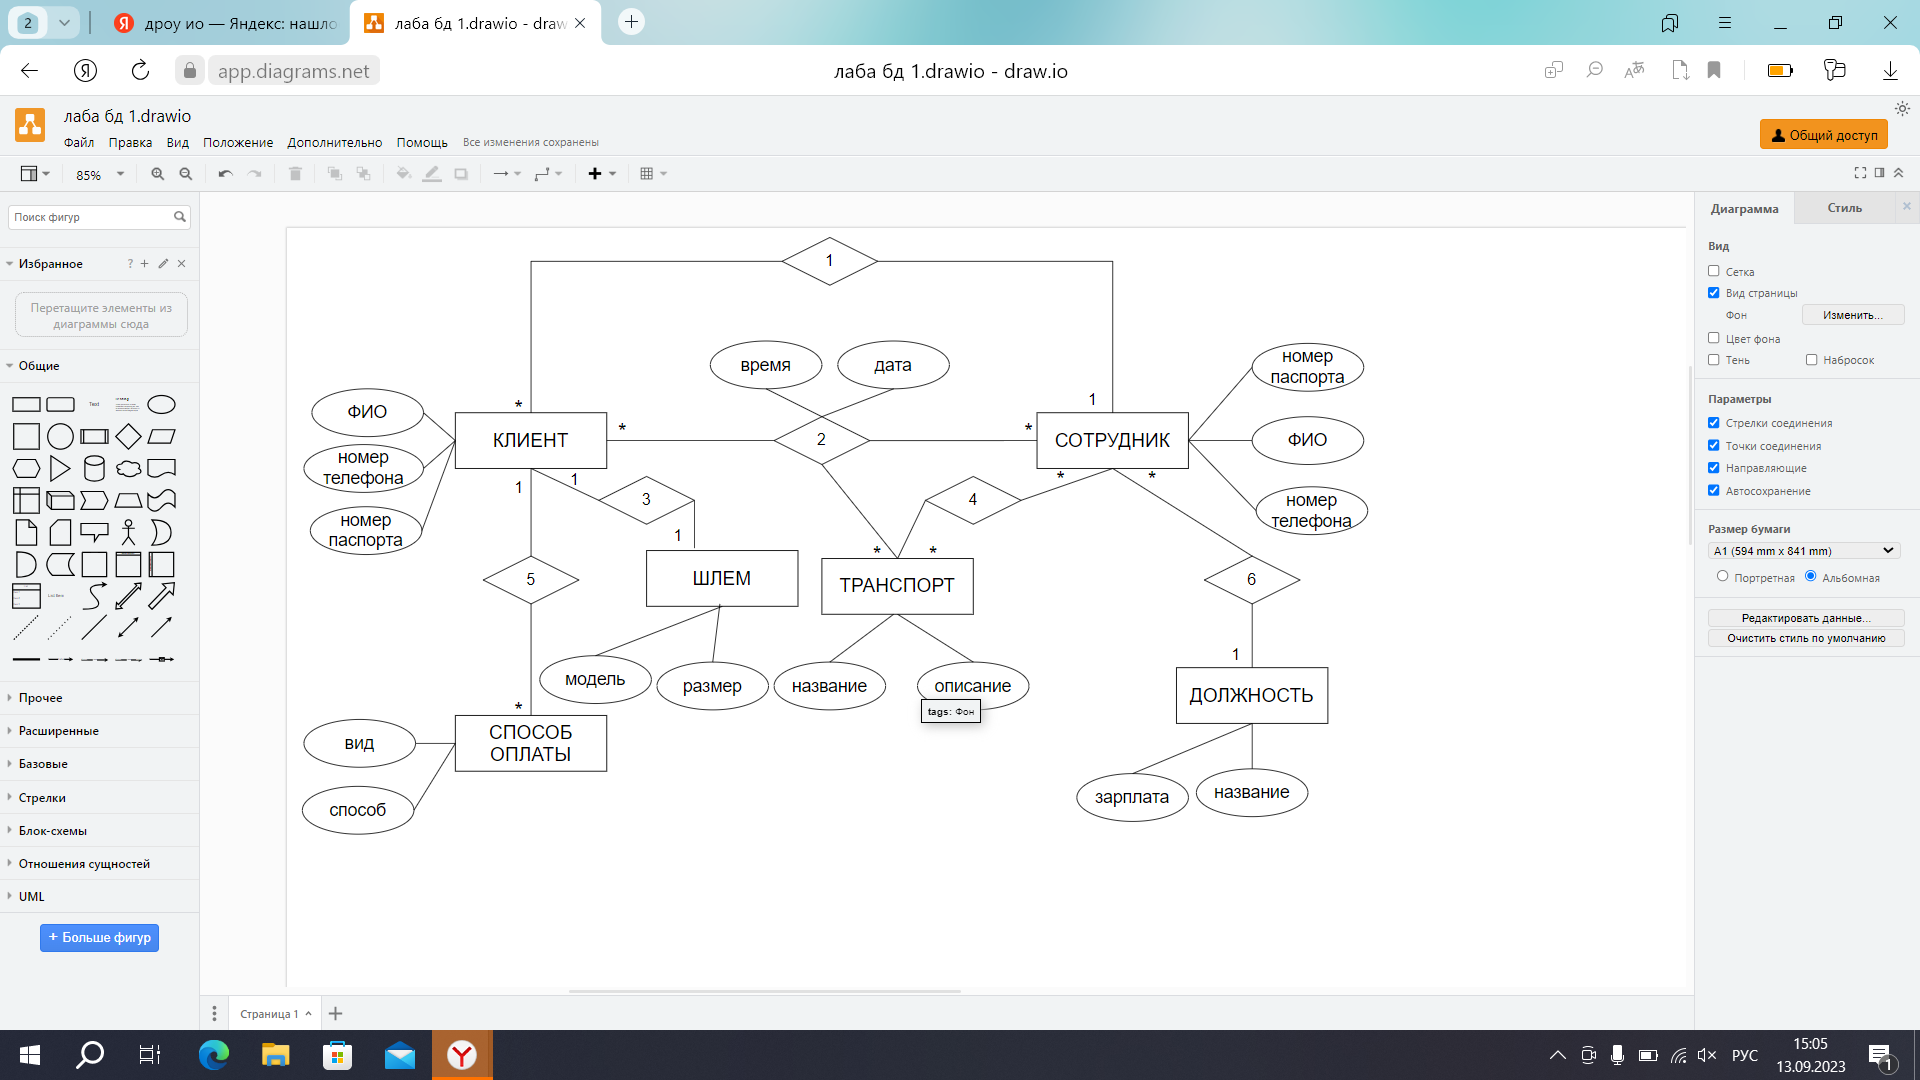 2
дроу ио — Яндекс: нашло
лаба бд 1.drawio - draw
app.diagrams.net
лаба бд 1.drawio - draw.io
лаба бд 1.drawio
Файл Правка Вид Положение Дополнительно Помощь Все изменения сохранены
Общий доступ
85%
Поиск фигур
Избранное ?
Перетащите элементы из
диаграммы сюда
Общие
Text
Прочее
Расширенные
Базовые
Стрелки
Блок-схемы
Отношения сущностей
UML
+ Больше фигур
1
время
дата
номер
паспорта
ФИО
*
1
КЛИЕНТ
*
2
*
СОТРУДНИК
ФИО
номер
телефона
номер
паспорта
1
1
3
1
4
*
*
номер
телефона
5
ШЛЕМ
*
*
ТРАНСПОРТ
6
модель
размер
название
описание
tags: Фон
1
ДОЛЖНОСТЬ
*
СПОСОБ
ОПЛАТЫ
вид
способ
зарплата
название
Диаграмма
Стиль
Вид
Сетка
Вид страницы
Фон
Изменить...
Цвет фона
Тень
Набросок
Параметры
Стрелки соединения
Точки соединения
Направляющие
Автосохранение
Размер бумаги
A1 (594 mm x 841 mm)
Портретная
Альбомная
Редактировать данные...
Очистить стиль по умолчанию
Страница 1
РУС
15:05
13.09.2023
1